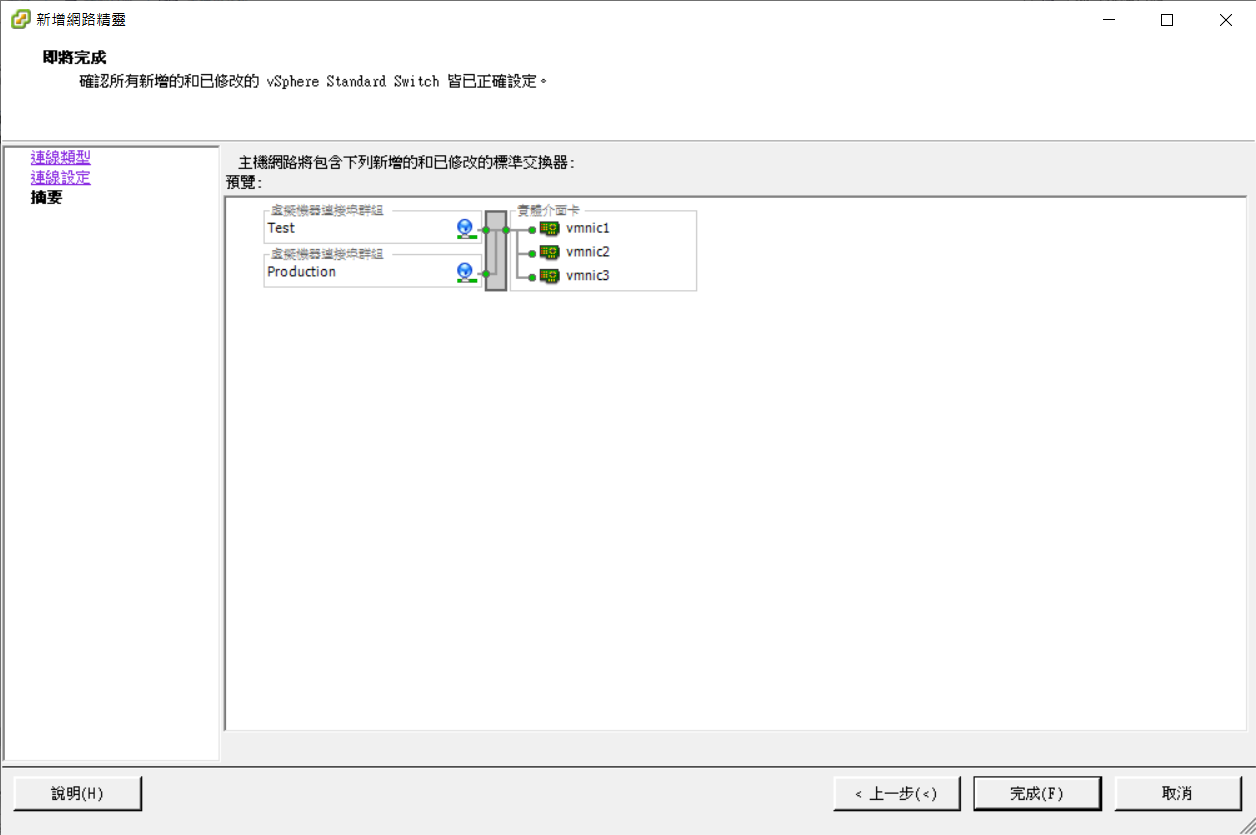 新增網路精靈
即將完成
確認所有新增的和已修改的 vSphere Standard Switch 皆已正確設定。
連線類型
連線設定
摘要
主機網路將包含下列新增的和已修改的標準交換器:
預覽:
虛擬機器連接埠群組
Test
虛擬機器連接埠群組
Production
實體介面卡
vmnic1
vmnic2
vmnic3
說明(H)
< 上一步(<)
完成(F)
取消